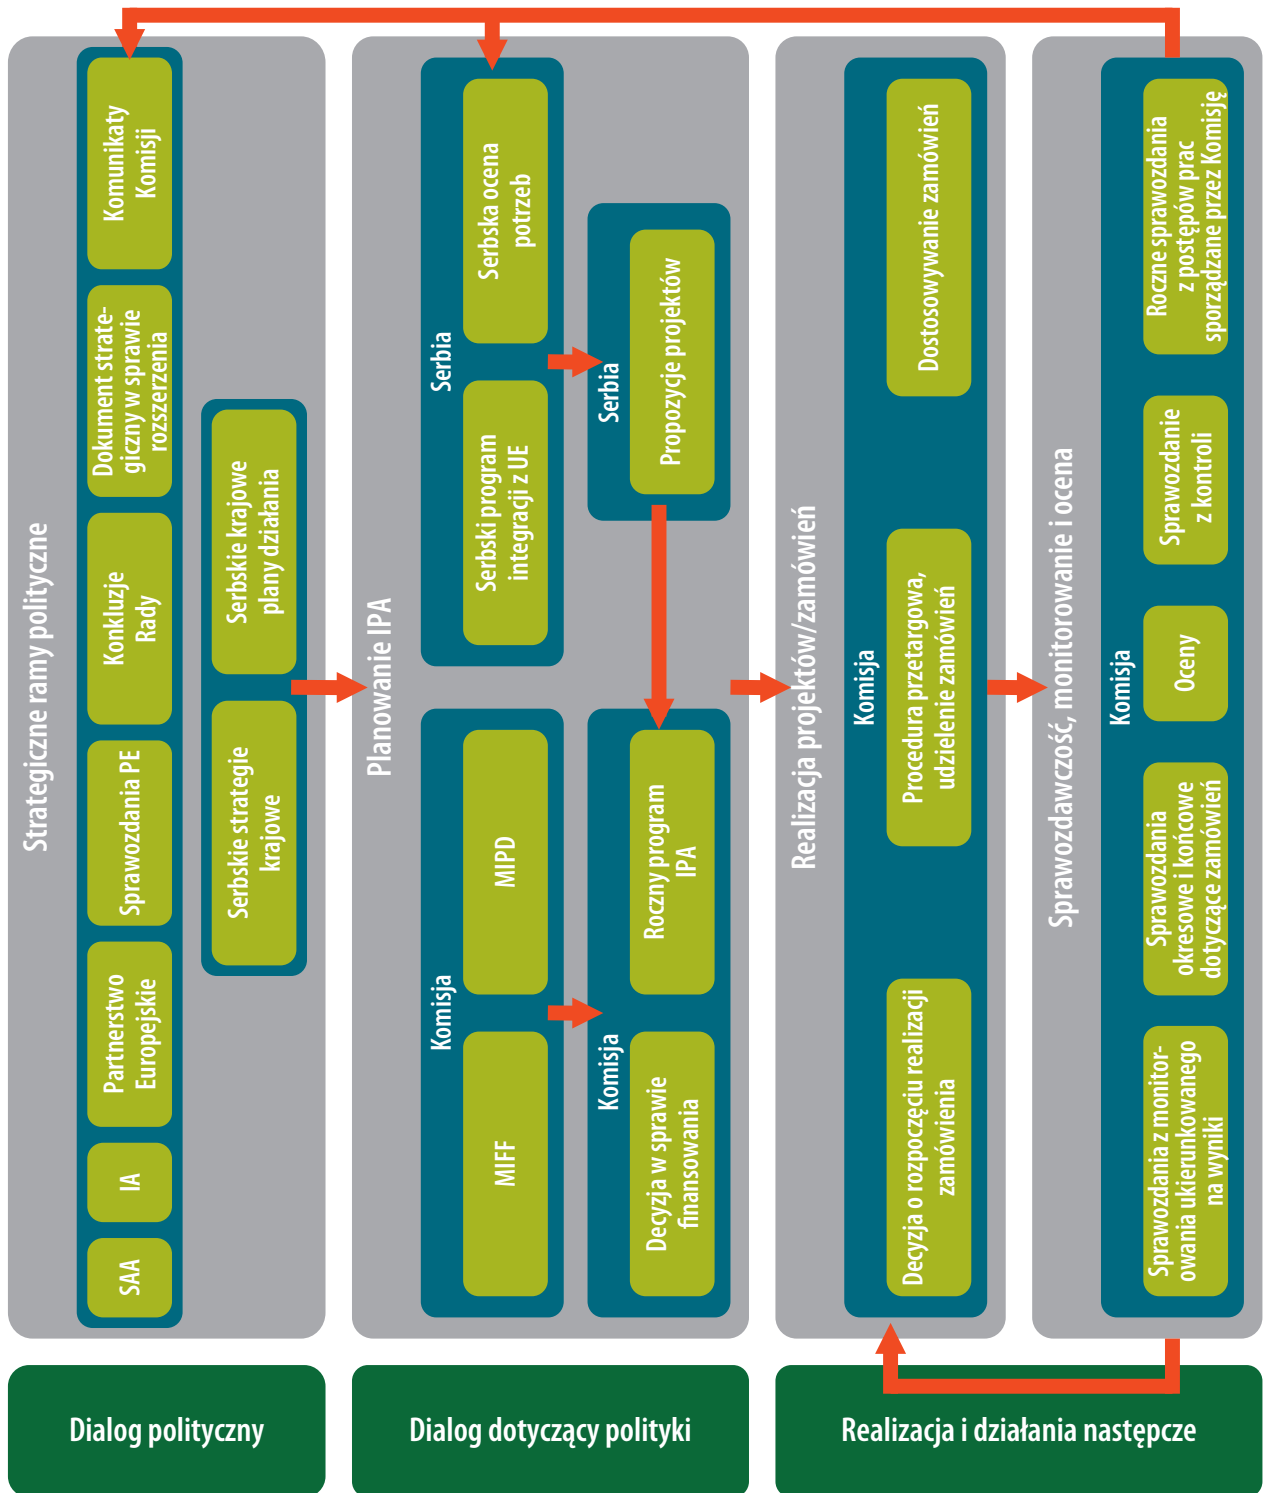 Strategiczne ramy polityczne
SAA
IA
Partnerstwo
Europejskie
Sprawozdania PE
Konkluzje
Rady
Dokument strate-
giczny w sprawie
rozszerzenia
Komunikaty
Komisji
Serbskie strategie
krajowe
Serbskie krajowe
plany działania
Planowanie IPA
Komisja
MIFF
MIPD
Serbia
Serbski program
integracji z UE
Serbska ocena
potrzeb
Komisja
Decyzja w sprawie
finansowania
Roczny program
IPA
Serbia
Propozycje projektów
Realizacja projektów/zamówień
Komisja
Decyzja o rozpoczęciu realizacji
zamówienia
Procedura przetargowa,
udzielenie zamówień
Dostosowywanie zamówień
Sprawozdawczość, monitorowanie i ocena
Komisja
Sprawozdania z monitor-
owania ukierunkowanego
na wyniki
Sprawozdania
okresowe i końcowe
dotyczące zamówień
Oceny
Sprawozdanie
z kontroli
Roczne sprawozdania
z postępów prac
sporządzane przez Komisję
Dialog polityczny
Dialog dotyczący polityki
Realizacja i działania następcze